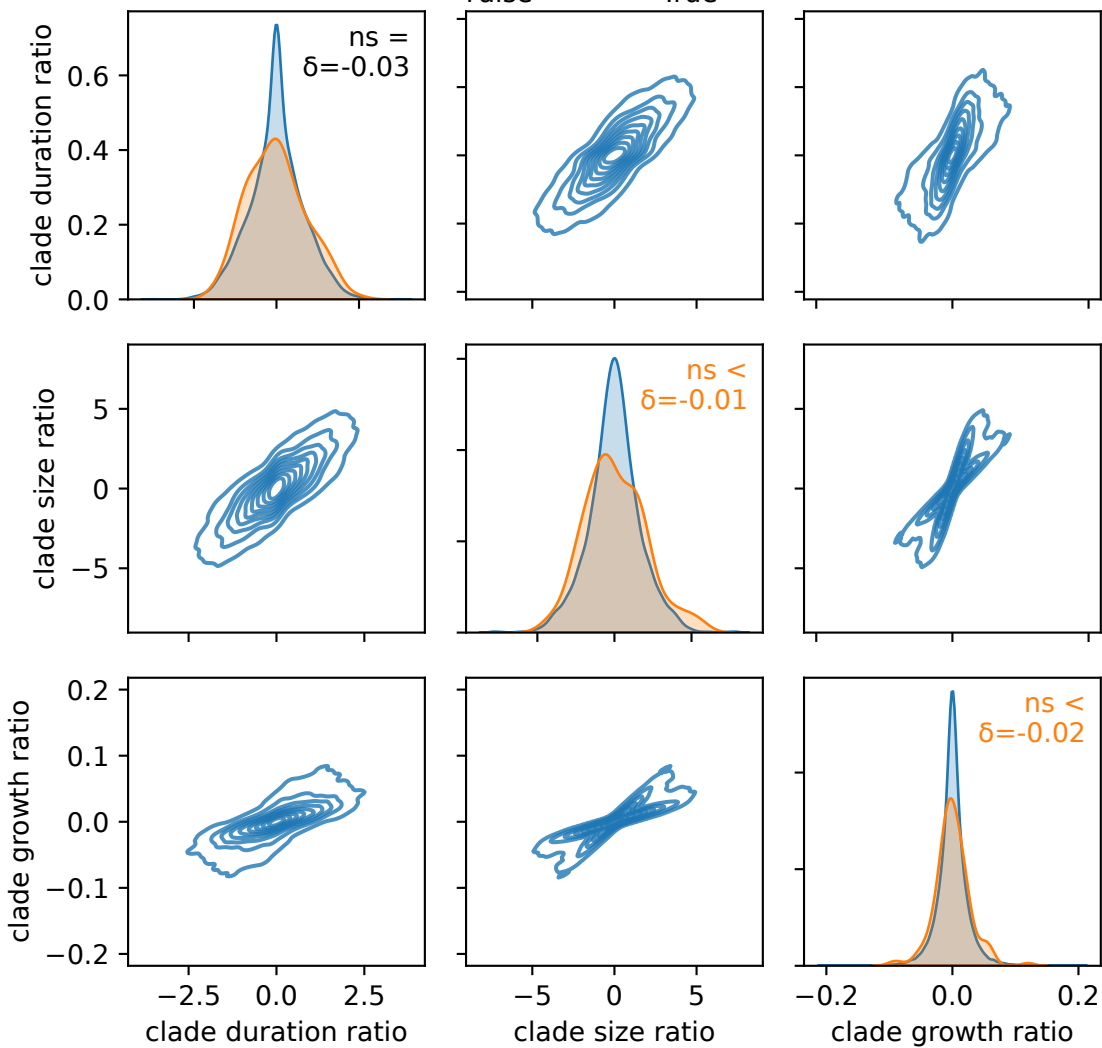 ns =
δ=-0.03
clade duration ratio
0.6
0.4
0.2
0.0
ns <
δ=-0.01
clade size ratio
5
0
−5
ns <
δ=-0.02
clade growth ratio
0.2
0.1
0.0
−0.1
−0.2
−2.5 0.0 2.5
−5 0 5
−0.2 0.0 0.2
clade duration ratio
clade size ratio
clade growth ratio